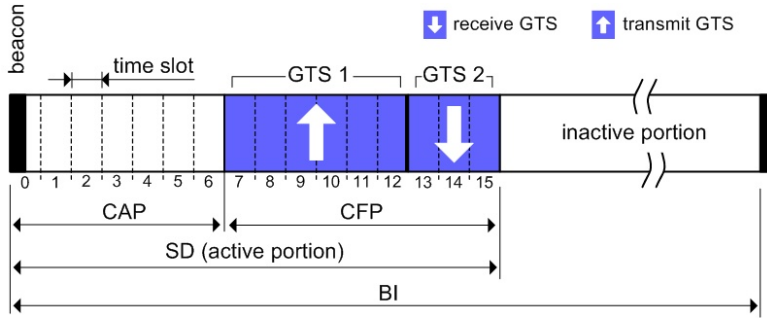 receive GTS transmit GTS
beacon
time slot GTS 1 GTS 2
inactive portion
0 1 2 3 4 5 6 7 8 9 10 11 12 13 14 15
CAP CFP
SD (active portion)
BI